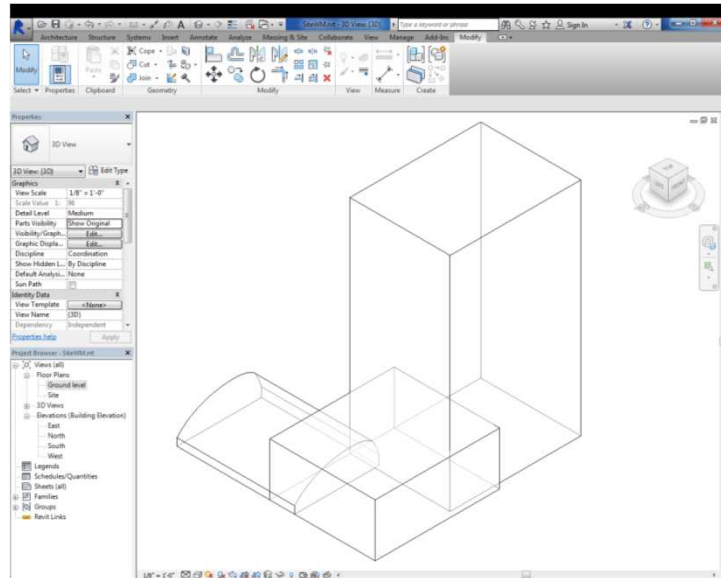 SiteWM.rvt - 3D View: {3D}
Type a keyword or phrase
Sign In
Architecture Structure Systems Insert Annotate Analyze Massing & Site Collaborate View Manage Add-Ins Modify
Modify
Paste
Cope
Cut
Join
Select Properties Clipboard Geometry Modify View Measure Create
Properties
3D View
3D View: {3D} Edit Type
Graphics
View Scale 1/8" = 1'-0"
Scale Value 1: 96
Detail Level Medium
Parts Visibility Show Original
Visibility/Graph... Edit...
Graphic Displa... Edit...
Discipline Coordination
Show Hidden L... By Discipline
Default Analysi... None
Sun Path
Identity Data
View Template <None>
View Name {3D}
Dependency Independent
Properties help Apply
Project Browser - SiteWM.rvt
Views (all)
Floor Plans
Ground level
Site
3D Views
Elevations (Building Elevation)
East
North
South
West
Legends
Schedules/Quantities
Sheets (all)
Families
Groups
Revit Links
TOP
LEFT FRONT
1/8" = 1'-0"